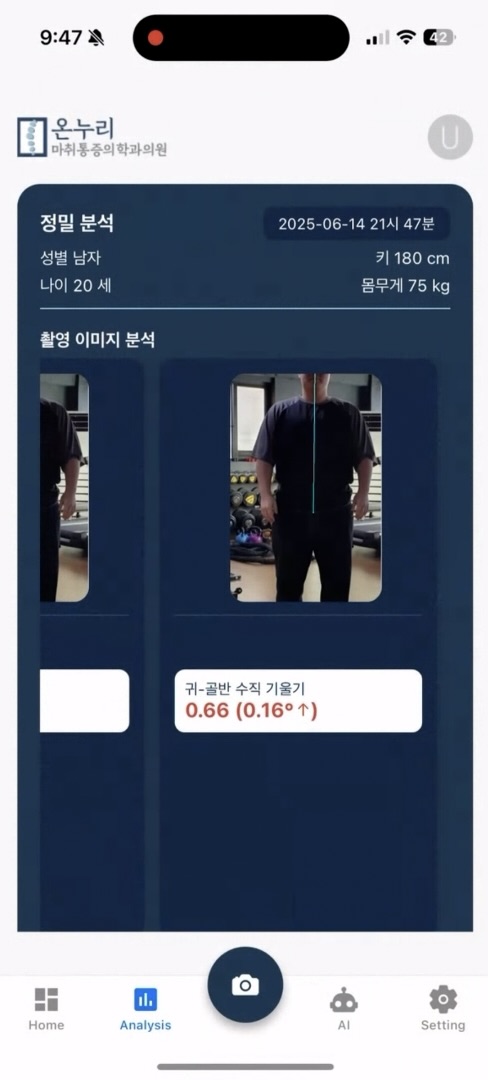 9:47
42
온누리
마취통증의학과의원
U
정밀 분석
2025-06-14 21시 47분
성별 남자
키 180 cm
나이 20 세
몸무게 75 kg
촬영 이미지 분석
귀-골반 수직 기울기
0.66 (0.16° ↑)
Home
Analysis
AI
Setting